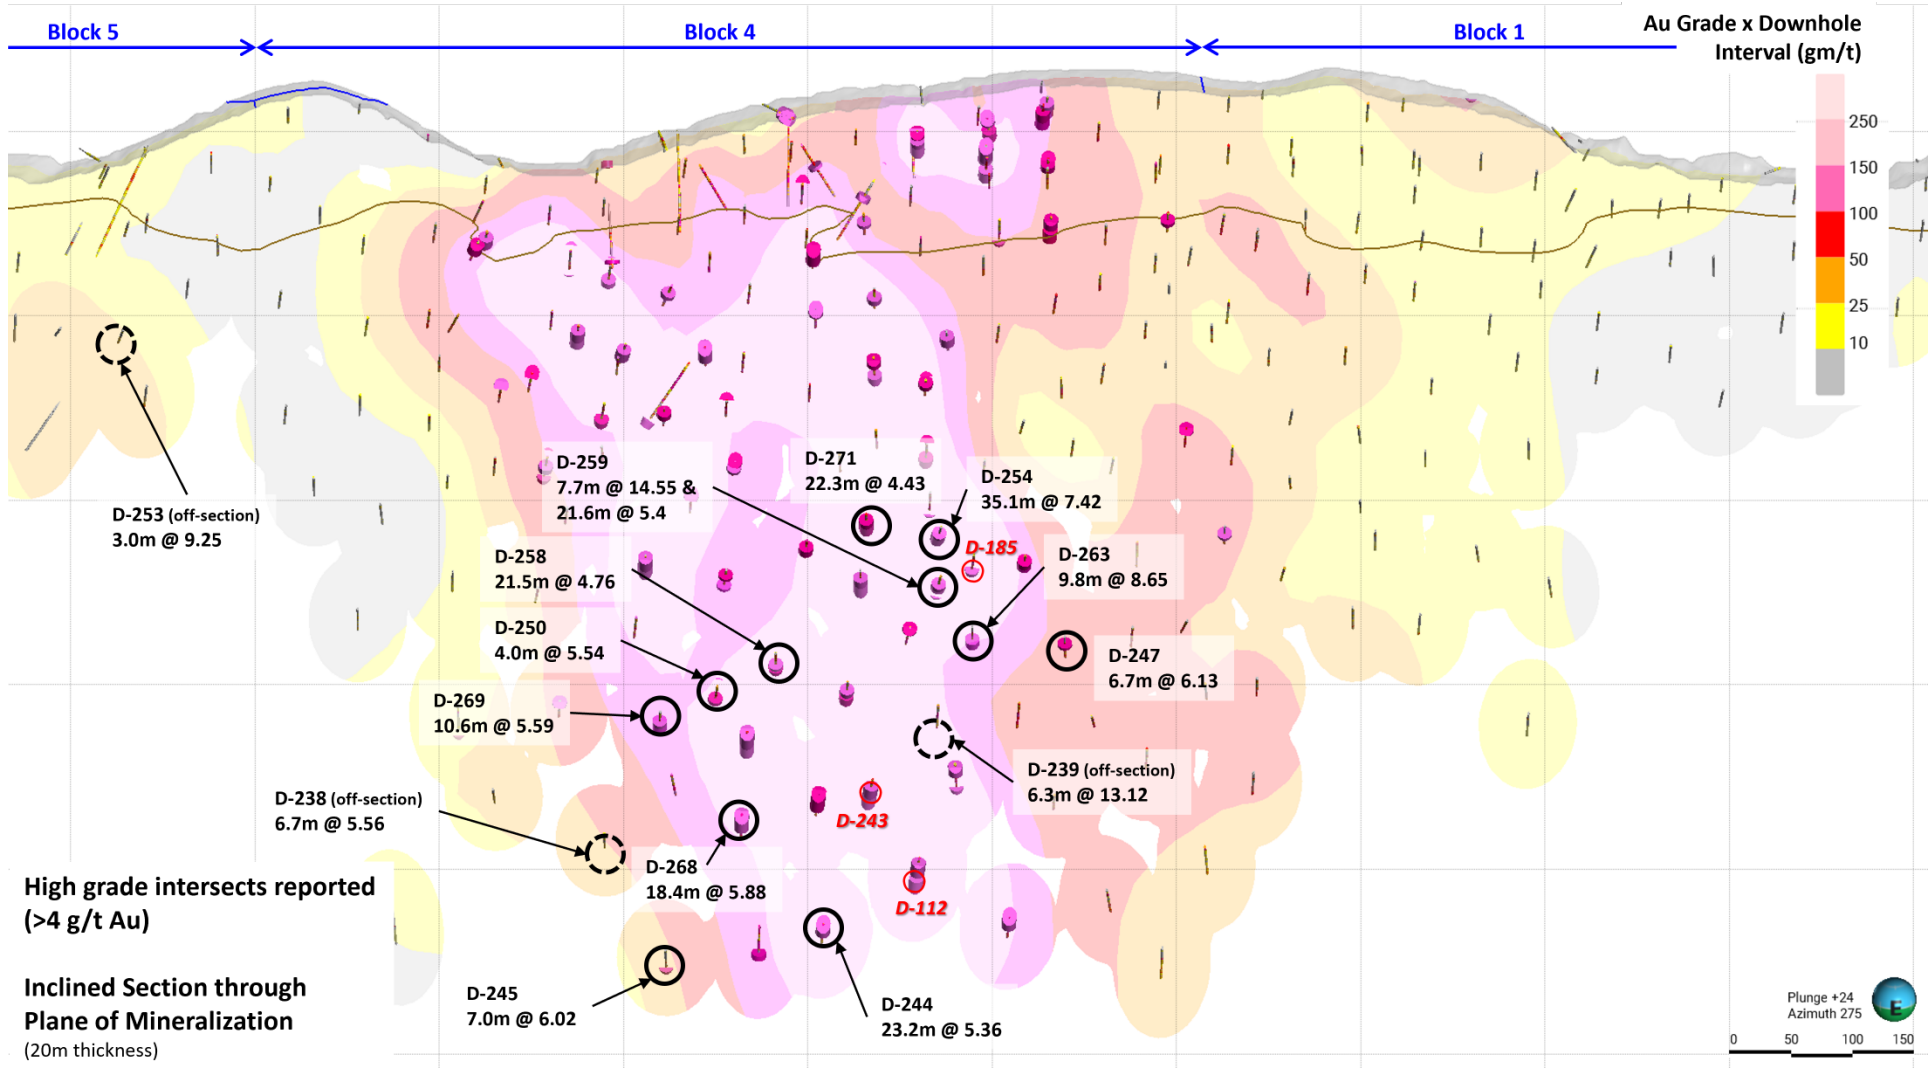 Block 5
Block 4
Block 1
Au Grade x Downhole
Interval (gm/t)
250
150
100
50
25
10
D-253 (off-section)
3.0m @ 9.25
D-259
7.7m @ 14.55 &
21.6m @ 5.4
D-271
22.3m @ 4.43
D-254
35.1m @ 7.42
D-185
D-258
21.5m @ 4.76
D-263
9.8m @ 8.65
D-250
4.0m @ 5.54
D-247
6.7m @ 6.13
D-269
10.6m @ 5.59
D-239 (off-section)
6.3m @ 13.12
D-238 (off-section)
6.7m @ 5.56
D-243
D-268
18.4m @ 5.88
D-112
D-245
7.0m @ 6.02
D-244
23.2m @ 5.36
High grade intersects reported
(>4 g/t Au)
Inclined Section through
Plane of Mineralization
(20m thickness)
Plunge +24
Azimuth 275
E
0 50 100 150